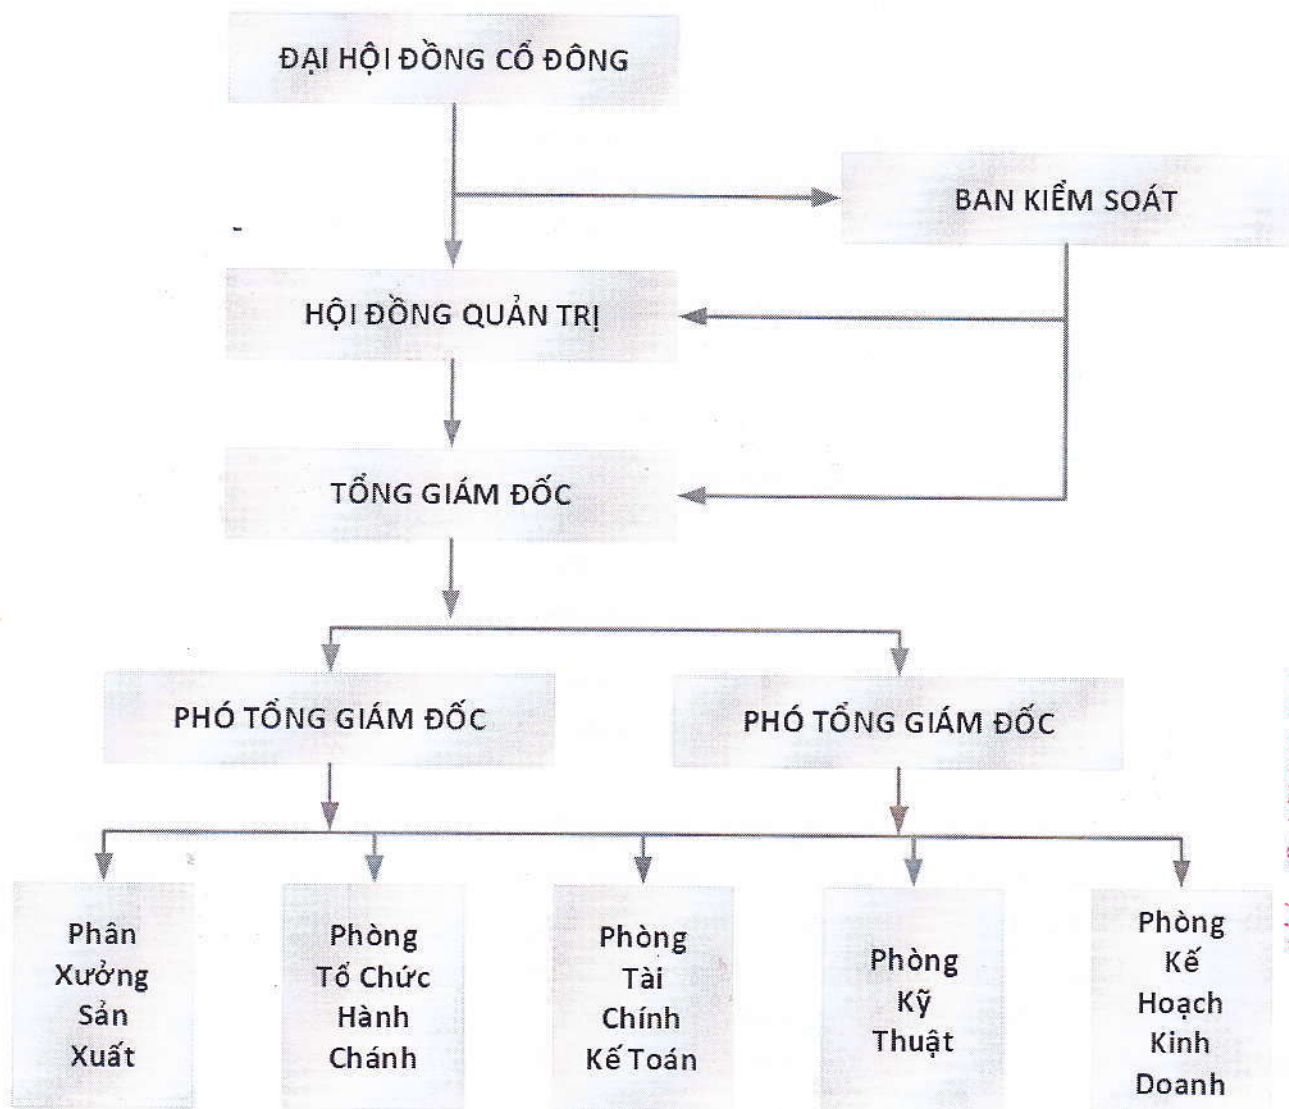 ĐẠI HỘI ĐỒNG CỔ ĐÔNG
BAN KIỂM SOÁT
HỘI ĐỒNG QUẢN TRỊ
TỔNG GIÁM ĐỐC
PHÓ TỔNG GIÁM ĐỐC
PHÓ TỔNG GIÁM ĐỐC
Phân
Xưởng
Sản
Xuất
Phòng
Tổ Chức
Hành
Chánh
Phòng
Tài
Chính
Kế Toán
Phòng
Kỹ
Thuật
Phòng
Kế
Hoạch
Kinh
Doanh